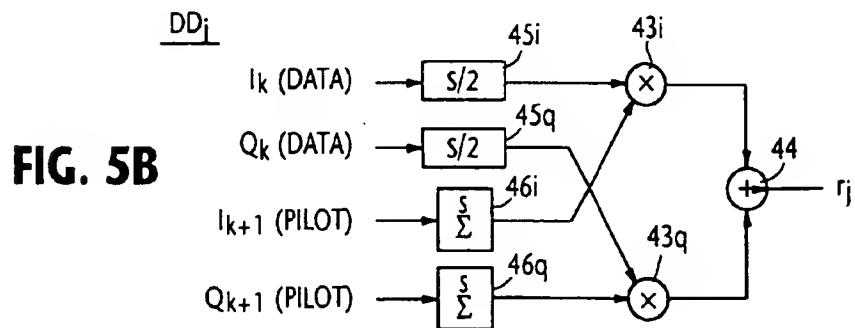 DDj
45i
43i
Ik (DATA)
S/2
45q
Qk (DATA)
S/2
44
FIG. 5B
+
rj
46i
Ik+1 (PILOT)
S
Σ
43q
46q
Qk+1 (PILOT)
S
Σ
×
×